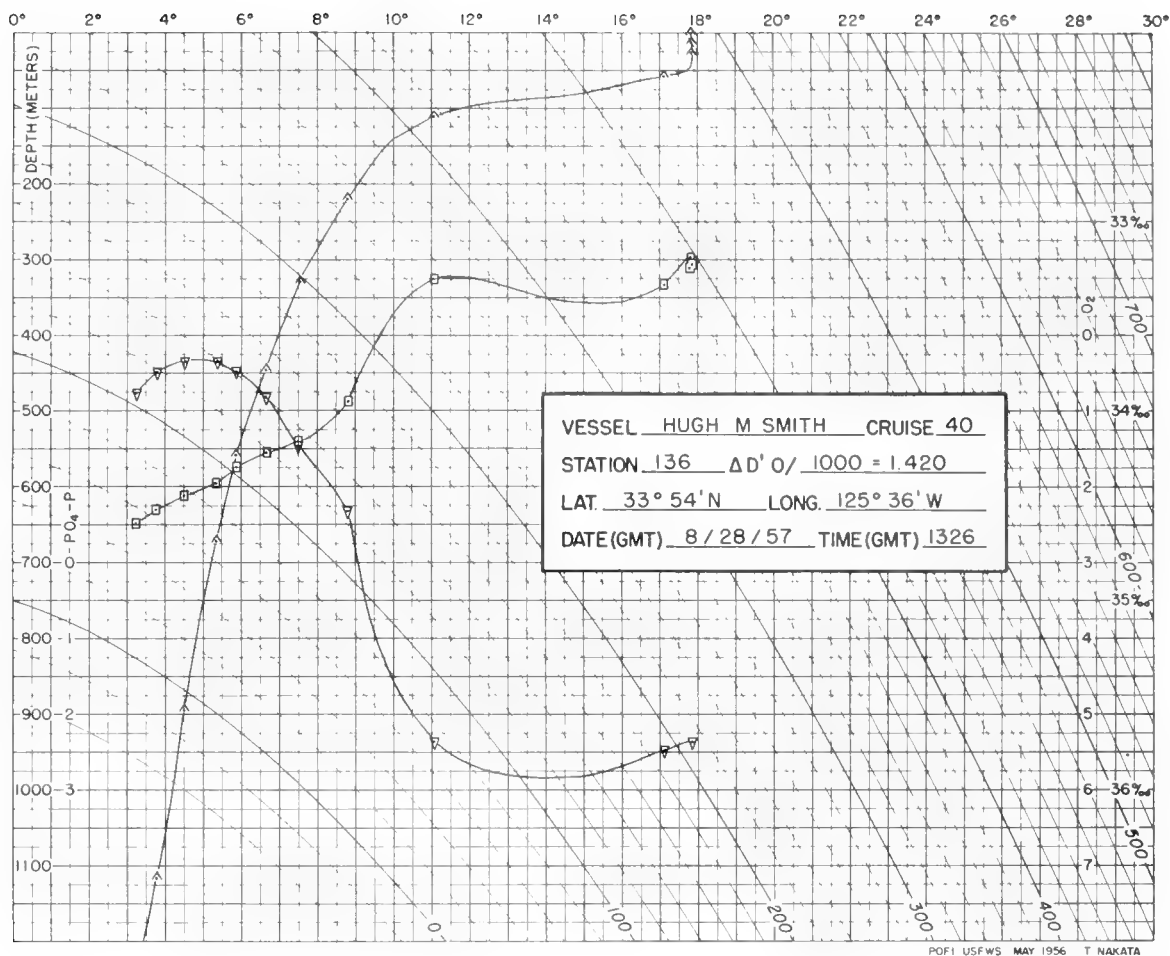 0° 2° 4° 6° 8° 10° 12° 14° 16° 18° 20° 22° 24° 26° 28° 30°
DEPTH (METERS)
200
33‰
300
O₂
700
400 0
500 1 34‰
VESSEL HUGH M SMITH CRUISE 40
STATION 136 ΔD' 0/ 1000 = 1.420
LAT. 33° 54' N LONG. 125° 36' W
DATE (GMT) 8 / 28 / 57 TIME (GMT) 1326
600 2
PO₄-P
700 0 3 600
35‰
800 1 4
900 2 5
1000 3 6 36‰
500
1100 7
0 100 200 300 400
POFI USFWS MAY 1956 T NAKATA